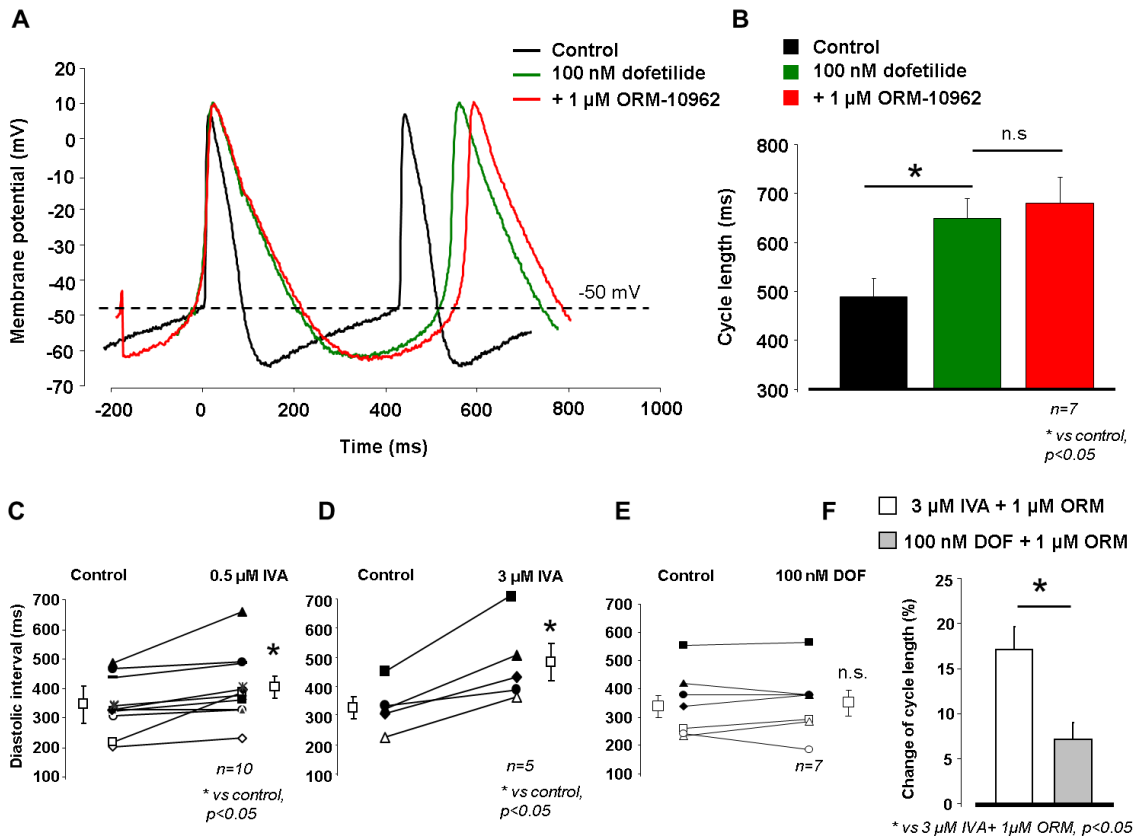 A
Control
100 nM dofetilide
+ 1 µM ORM-10962
Membrane potential (mV)
20
10
0
-10
-20
-30
-40
-50
-60
-70
-50 mV
-200
0
200
400
600
800
1000
Time (ms)
B
Control
100 nM dofetilide
+ 1 µM ORM-10962
n.s
*
Cycle length (ms)
800
700
600
500
400
300
n=7
* vs control,
p<0.05
C
Control
0.5 µM IVA
Diastolic interval (ms)
700
600
500
400
300
200
100
*
n=10
* vs control,
p<0.05
D
Control
3 µM IVA
700
600
500
400
300
200
100
*
n=5
* vs control,
p<0.05
E
Control
100 nM DOF
700
600
500
400
300
200
100
n.s.
n=7
F
3 µM IVA + 1 µM ORM
100 nM DOF + 1 µM ORM
Change of cycle length (%)
25
20
15
10
5
0
*
* vs 3 µM IVA+ 1µM ORM, p<0.05